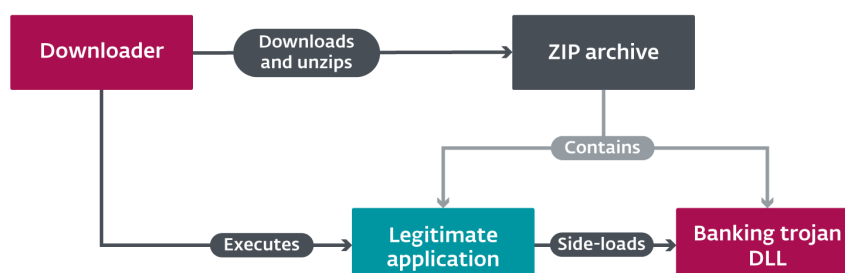 Downloader
Downloads
and unzips
ZIP archive
Contains
Executes
Legitimate
application
Side-loads
Banking trojan
DLL